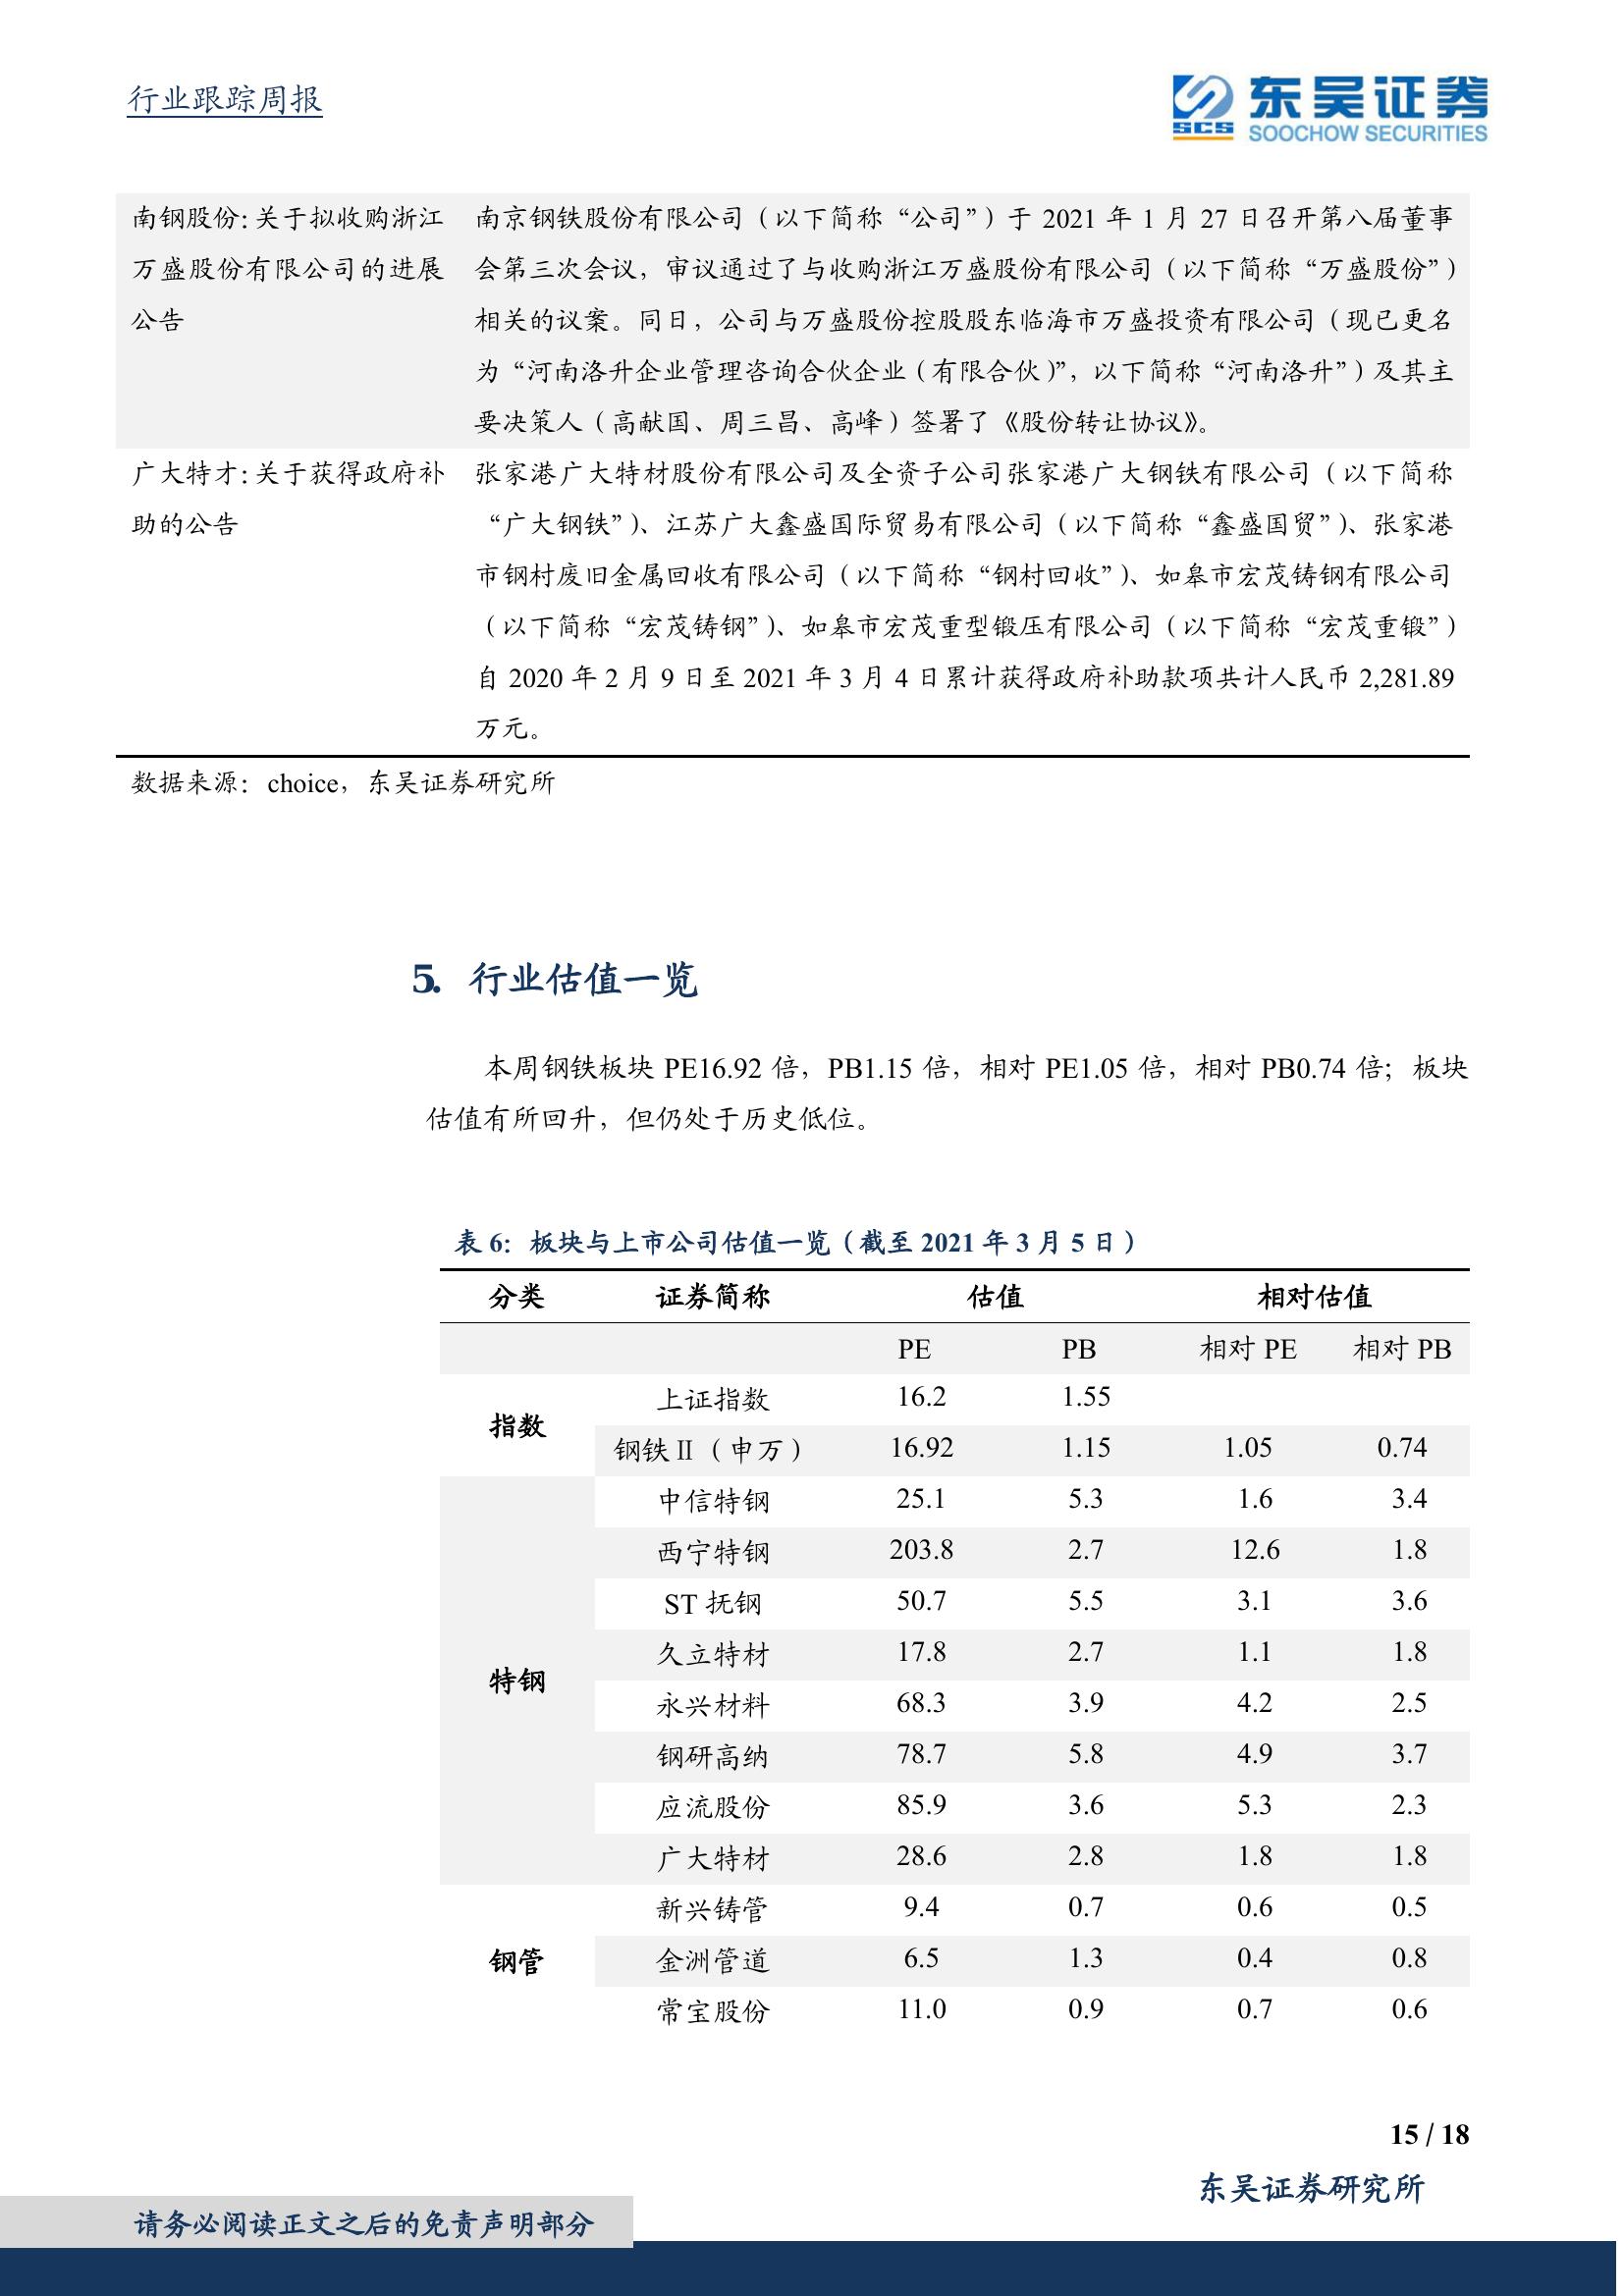 行业跟踪周报
SCS 东吴证券
SOOCHOW SECURITIES
南钢股份：关于拟收购浙江
万盛股份有限公司的进展
公告
南京钢铁股份有限公司（以下简称“公司”）于 2021 年 1 月 27 日召开第八届董事
会第三次会议，审议通过了与收购浙江万盛股份有限公司（以下简称“万盛股份”）
相关的议案。同日，公司与万盛股份控股股东临海市万盛投资有限公司（现已更名
为“河南洛升企业管理咨询合伙企业（有限合伙）”，以下简称“河南洛升”）及其主
要决策人（高献国、周三昌、高峰）签署了《股份转让协议》。
广大特才：关于获得政府补
助的公告
张家港广大特材股份有限公司及全资子公司张家港广大钢铁有限公司（以下简称
“广大钢铁”）、江苏广大鑫盛国际贸易有限公司（以下简称“鑫盛国贸”）、张家港
市钢村废旧金属回收有限公司（以下简称“钢村回收”）、如皋市宏茂铸钢有限公司
（以下简称“宏茂铸钢”）、如皋市宏茂重型锻压有限公司（以下简称“宏茂重锻”）
自 2020 年 2 月 9 日至 2021 年 3 月 4 日累计获得政府补助款项共计人民币 2,281.89
万元。
数据来源：choice，东吴证券研究所
5. 行业估值一览
本周钢铁板块 PE16.92 倍，PB1.15 倍，相对 PE1.05 倍，相对 PB0.74 倍；板块
估值有所回升，但仍处于历史低位。
表 6：板块与上市公司估值一览（截至 2021 年 3 月 5 日）
分类 证券简称 估值 相对估值
PE PB 相对 PE 相对 PB
指数
上证指数 16.2 1.55
钢铁Ⅱ（申万） 16.92 1.15 1.05 0.74
特钢
中信特钢 25.1 5.3 1.6 3.4
西宁特钢 203.8 2.7 12.6 1.8
ST 抚钢 50.7 5.5 3.1 3.6
久立特材 17.8 2.7 1.1 1.8
永兴材料 68.3 3.9 4.2 2.5
钢研高纳 78.7 5.8 4.9 3.7
应流股份 85.9 3.6 5.3 2.3
广大特材 28.6 2.8 1.8 1.8
钢管
新兴铸管 9.4 0.7 0.6 0.5
金洲管道 6.5 1.3 0.4 0.8
常宝股份 11.0 0.9 0.7 0.6
15 / 18
东吴证券研究所
请务必阅读正文之后的免责声明部分